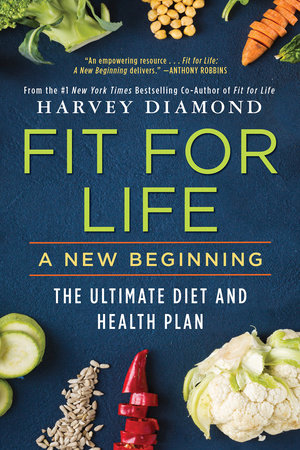 "An empowering resource . . . Fit for Life:
A New Beginning delivers." —ANTHONY ROBBINS
From the #1 New York Times Bestselling Co-Author of Fit for Life
HARVEY DIAMOND
FIT FOR
LIFE
A NEW BEGINNING
THE ULTIMATE DIET AND
HEALTH PLAN